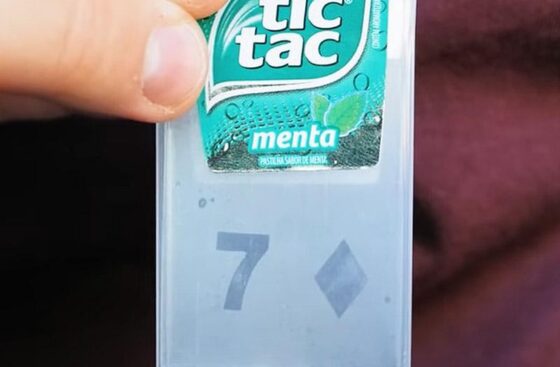 tic
tac
menta
PASTILHA SABOR DE MENTA
7